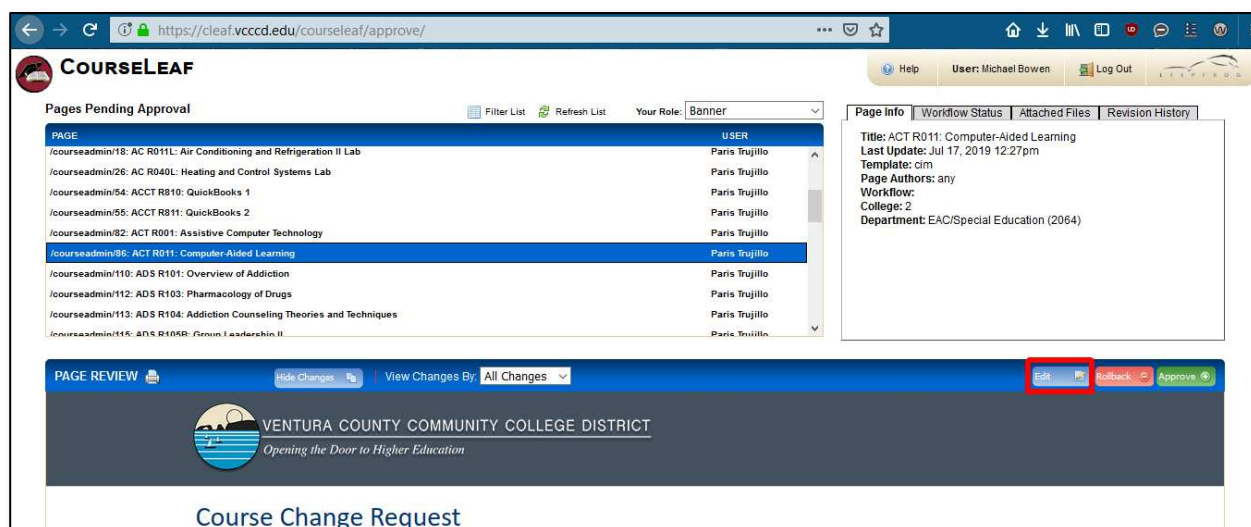 https://cleaf.vcccd.edu/courseleaf/approve/
COURSELEAF
Help User: Michael Bowen Log Out
Pages Pending Approval Filter List Refresh List Your Role: Banner
Page Info Workflow Status Attached Files Revision History
PAGE USER
/courseadmin/18: AC R011L: Air Conditioning and Refrigeration II Lab Paris Trujillo
/courseadmin/26: AC R040L: Heating and Control Systems Lab Paris Trujillo
/courseadmin/54: ACCT R810: QuickBooks 1 Paris Trujillo
/courseadmin/55: ACCT R811: QuickBooks 2 Paris Trujillo
/courseadmin/82: ACT R001: Assistive Computer Technology Paris Trujillo
/courseadmin/86: ACT R011: Computer-Aided Learning Paris Trujillo
/courseadmin/110: ADS R101: Overview of Addiction Paris Trujillo
/courseadmin/112: ADS R103: Pharmacology of Drugs Paris Trujillo
/courseadmin/113: ADS R104: Addiction Counseling Theories and Techniques Paris Trujillo
/courseadmin/115: ADS R105B: Group Leadership II Paris Trujillo
Title: ACT R011: Computer-Aided Learning
Last Update: Jul 17, 2019 12:27pm
Template: cim
Page Authors: any
Workflow:
College: 2
Department: EAC/Special Education (2064)
PAGE REVIEW Hide Changes View Changes By: All Changes Edit Rollback Approve
VENTURA COUNTY COMMUNITY COLLEGE DISTRICT
Opening the Door to Higher Education
Course Change Request